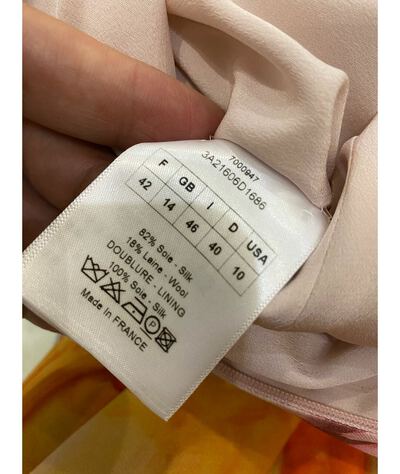 7000947
3A21606D1686
F GB I D USA
42 14 46 40 10
82% Soie - Silk
18% Laine - Wool
DOUBLURE - LINING
100% Soie - Silk
P
Made in FRANCE